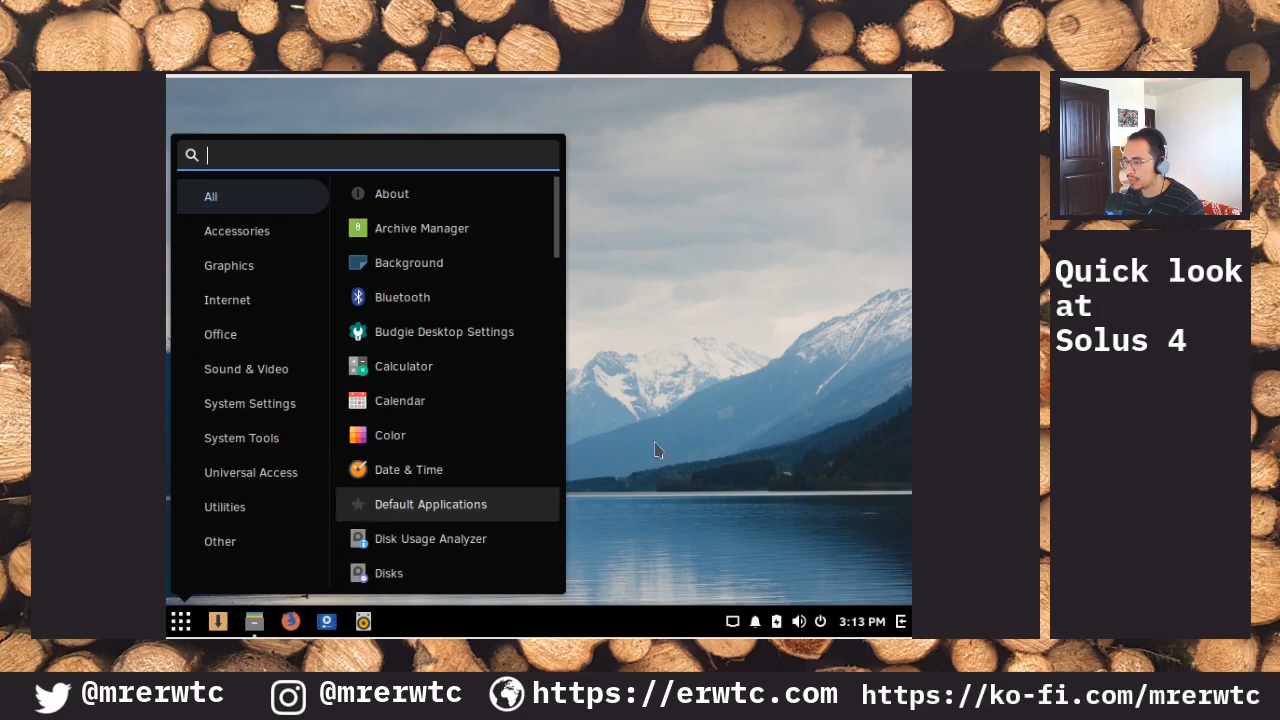 All
Accessories
Graphics
Internet
Office
Sound & Video
System Settings
System Tools
Universal Access
Utilities
Other
About
Archive Manager
Background
Bluetooth
Budgie Desktop Settings
Calculator
Calendar
Color
Date & Time
Default Applications
Disk Usage Analyzer
Disks
3:13 PM
Quick look
at
Solus 4
@mrerwtc @mrerwtc https://erwtc.com https://ko-fi.com/mrerwtc